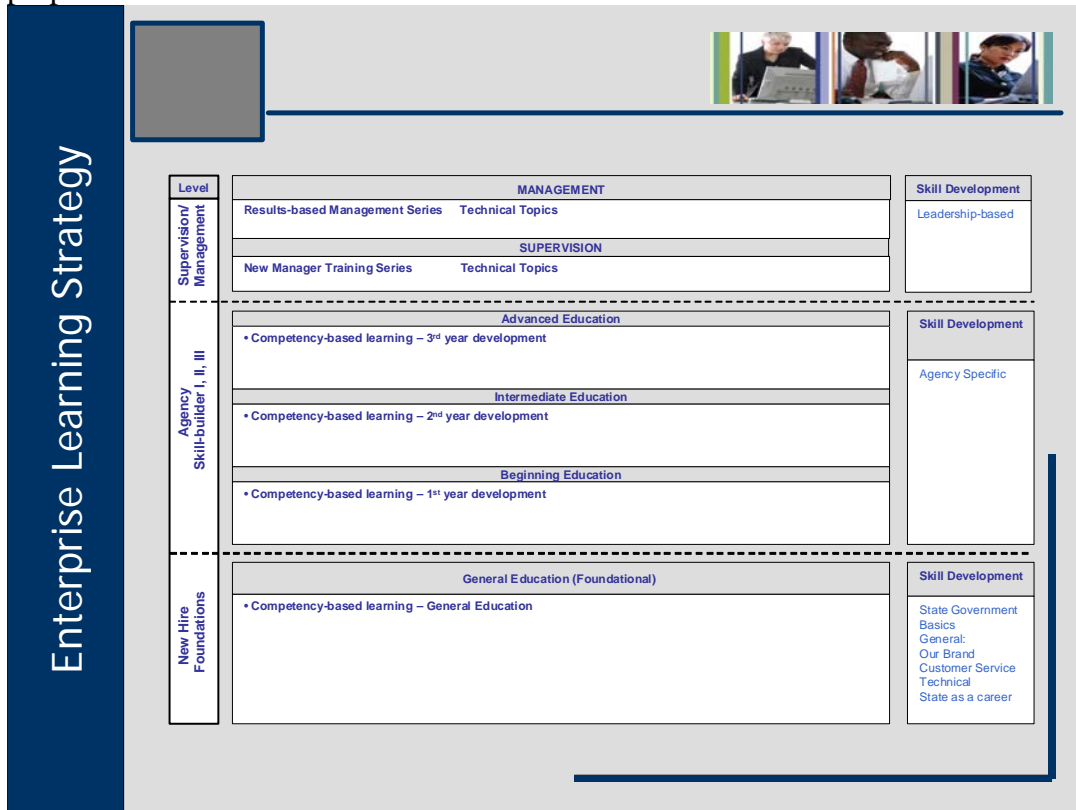 Enterprise Learning Strategy
Level
MANAGEMENT
Skill Development
Supervision/
Management
Results-based Management Series Technical Topics
Leadership-based
SUPERVISION
New Manager Training Series Technical Topics
Agency
Skill-builder I, II, III
Advanced Education
Skill Development
• Competency-based learning – 3rd year development
Agency Specific
Intermediate Education
• Competency-based learning – 2nd year development
Beginning Education
• Competency-based learning – 1st year development
New Hire
Foundations
General Education (Foundational)
Skill Development
• Competency-based learning – General Education
State Government
Basics
General:
Our Brand
Customer Service
Technical
State as a career